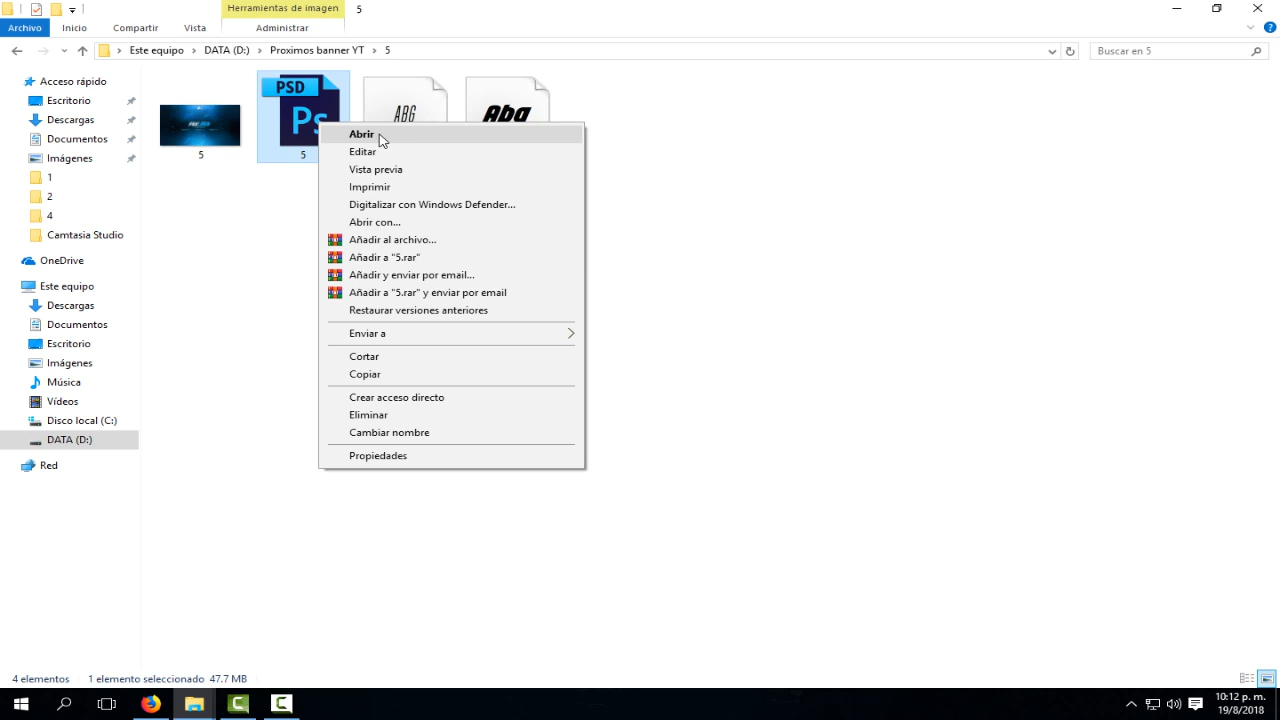 Herramientas de imagen
5
Archivo
Inicio
Compartir
Vista
Administrar
Este equipo
DATA (D:)
Proximos banner YT
5
Buscar en 5
Acceso rápido
Escritorio
Descargas
Documentos
Imágenes
1
2
4
Camtasia Studio
OneDrive
Este equipo
Descargas
Documentos
Escritorio
Imágenes
Música
Vídeos
Disco local (C:)
DATA (D:)
Red
5
PSD
Ps
5
ABG
Abg
Abrir
Editar
Vista previa
Imprimir
Digitalizar con Windows Defender...
Abrir con...
Añadir al archivo...
Añadir a "5.rar"
Añadir y enviar por email...
Añadir a "5.rar" y enviar por email
Restaurar versiones anteriores
Enviar a
Cortar
Copiar
Crear acceso directo
Eliminar
Cambiar nombre
Propiedades
4 elementos
1 elemento seleccionado 47.7 MB
10:12 p. m.
19/8/2018